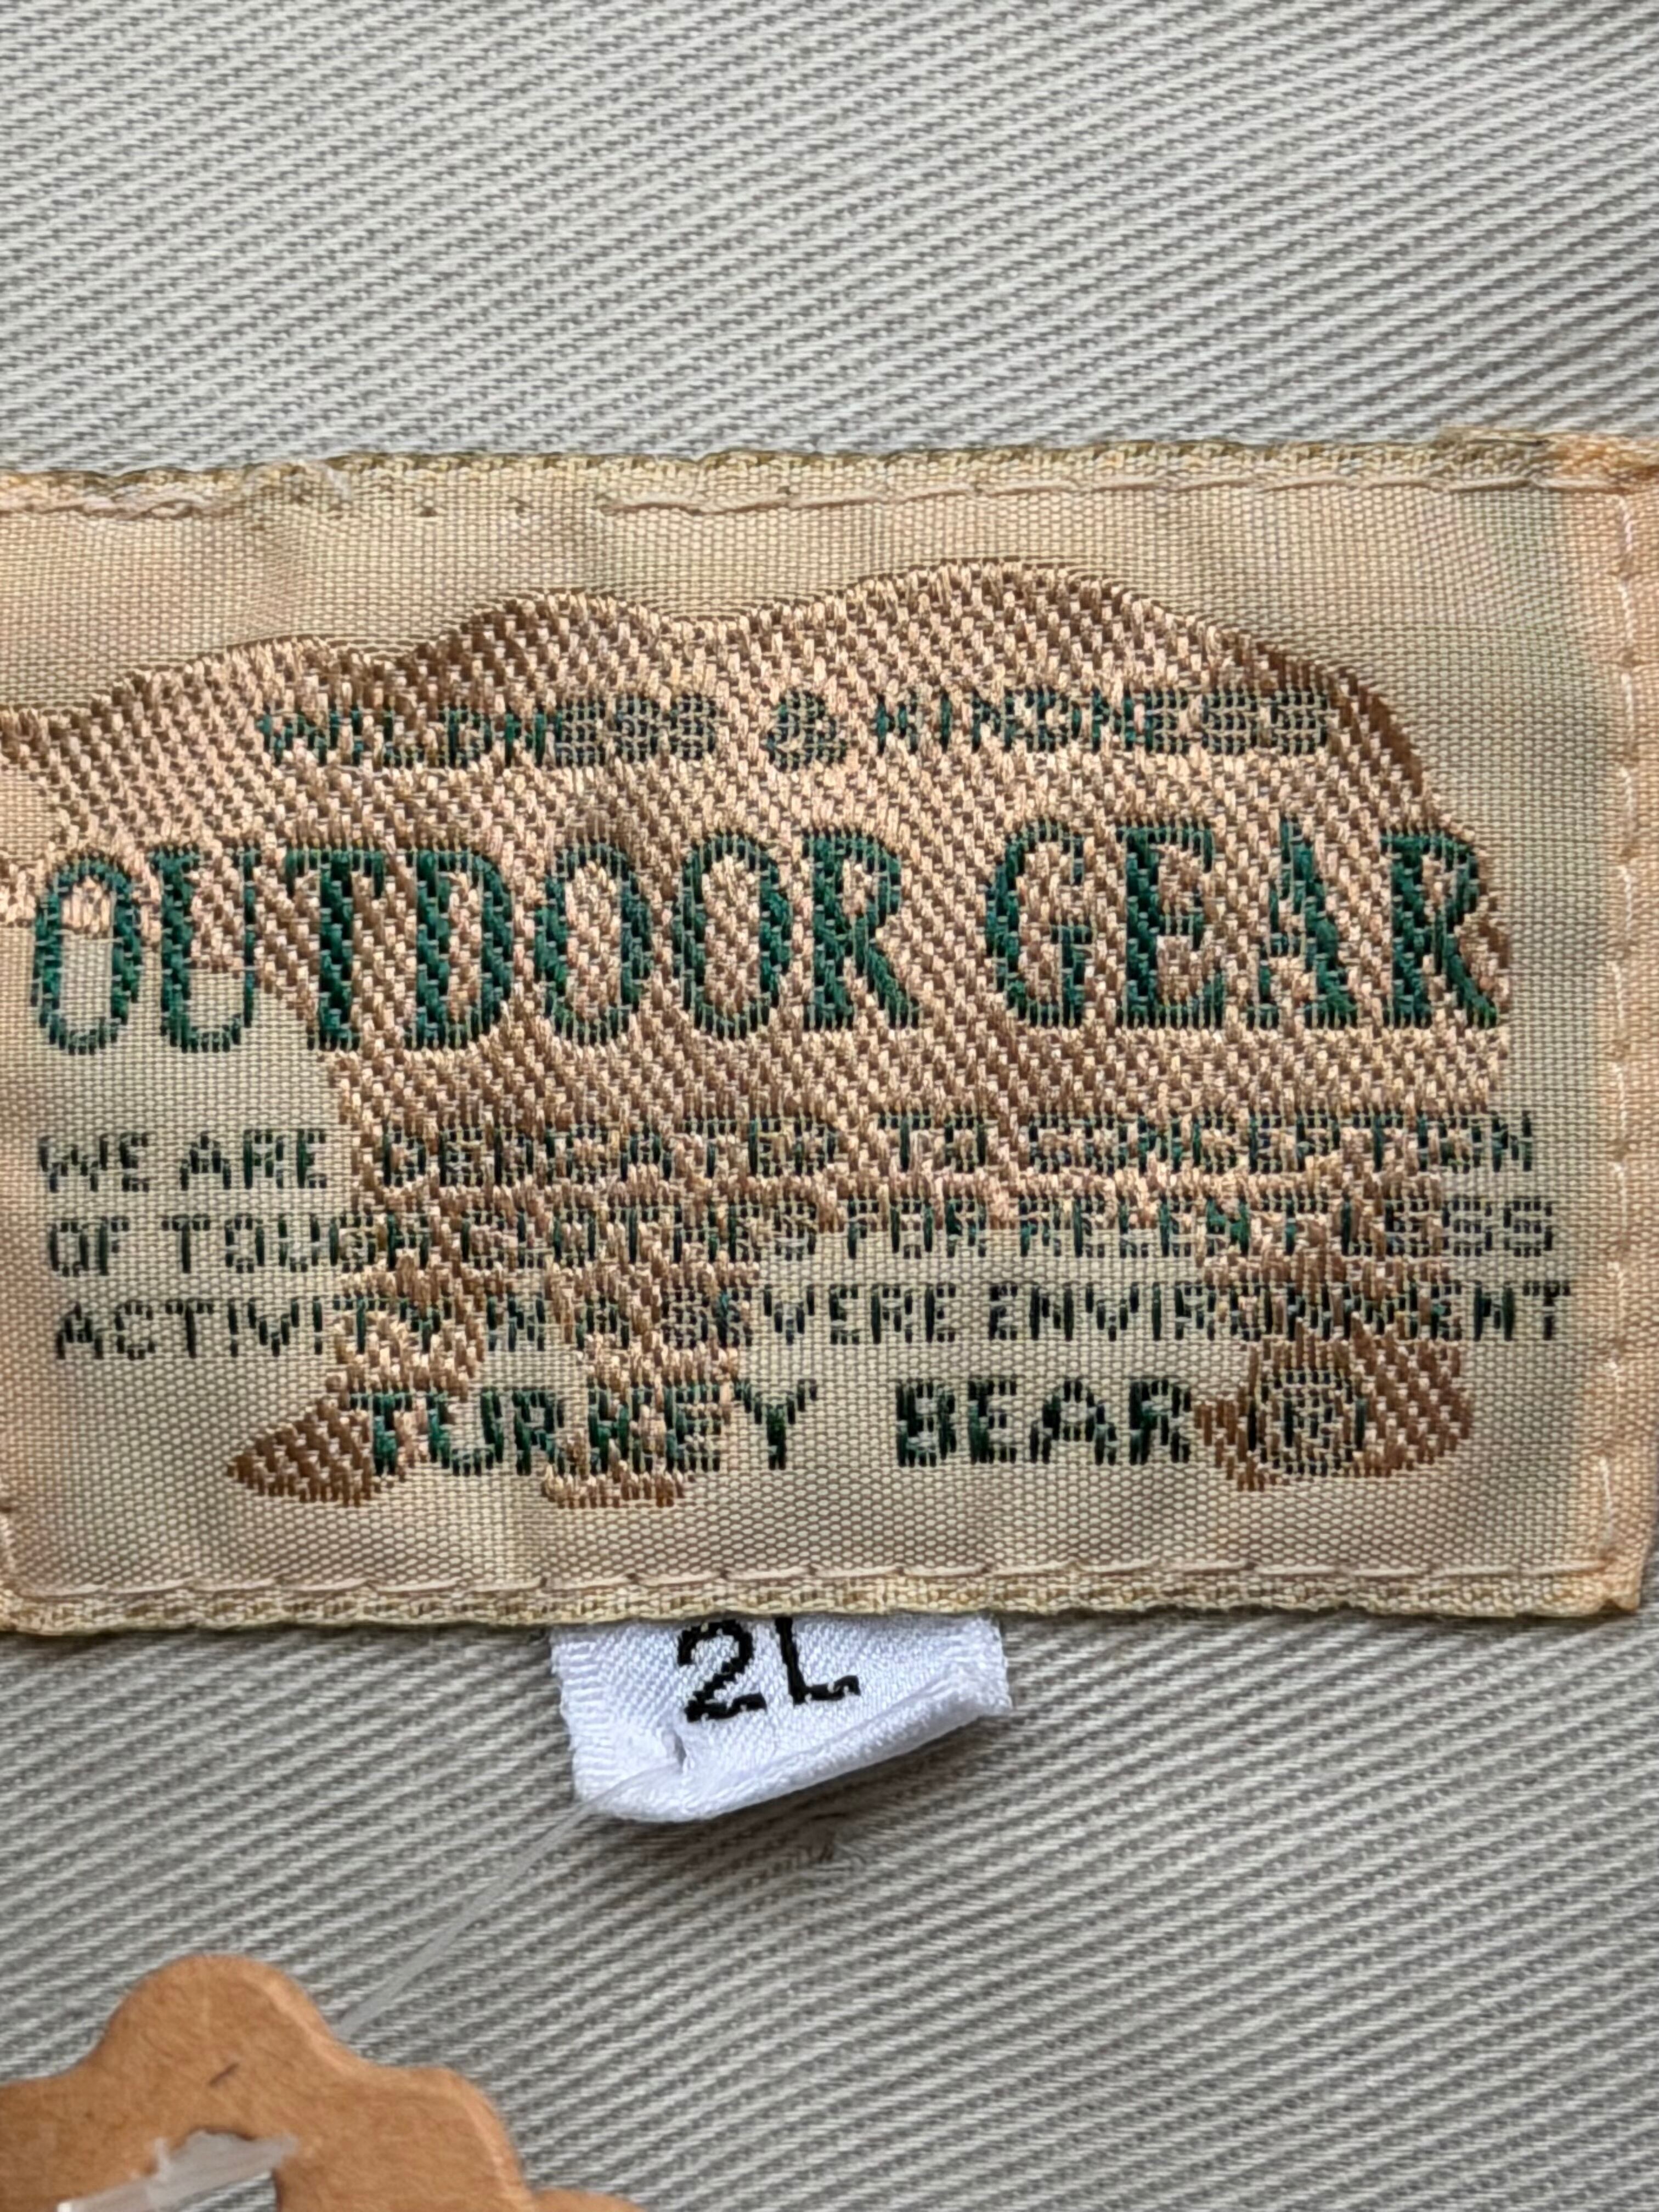 WILDNESS & KINDNESS
OUTDOOR GEAR
WE ARE DEDICATED TO CONSEPTION
OF TOUGH CLOTHES FOR RELENTLESS
ACTIVITY IN A SEVERE ENVIRONMENT
TURKEY BEAR ®
2L